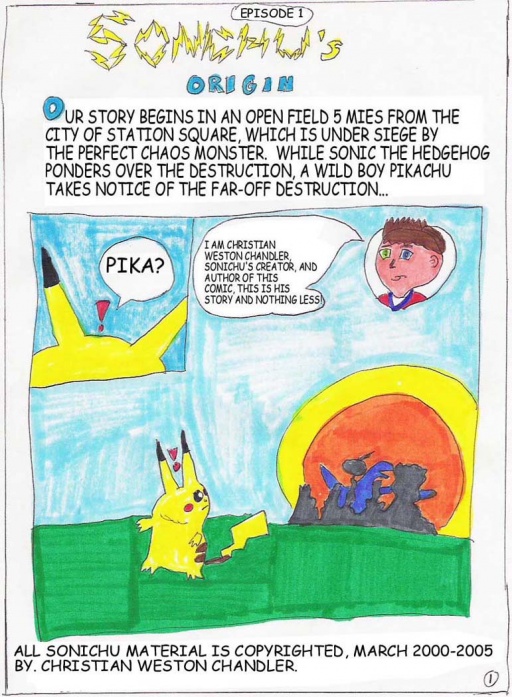 EPISODE 1
SONICHU'S
ORIGIN
OUR STORY BEGINS IN AN OPEN FIELD 5 MIES FROM THE
CITY OF STATION SQUARE, WHICH IS UNDER SIEGE BY
THE PERFECT CHAOS MONSTER. WHILE SONIC THE HEDGEHOG
PONDERS OVER THE DESTRUCTION, A WILD BOY PIKACHU
TAKES NOTICE OF THE FAR-OFF DESTRUCTION...
PIKA?
!
I AM CHRISTIAN
WESTON CHANDLER,
SONICHU'S CREATOR, AND
AUTHOR OF THIS
COMIC, THIS IS HIS
STORY AND NOTHING LESS!
!
ALL SONICHU MATERIAL IS COPYRIGHTED, MARCH 2000-2005
BY. CHRISTIAN WESTON CHANDLER.
1